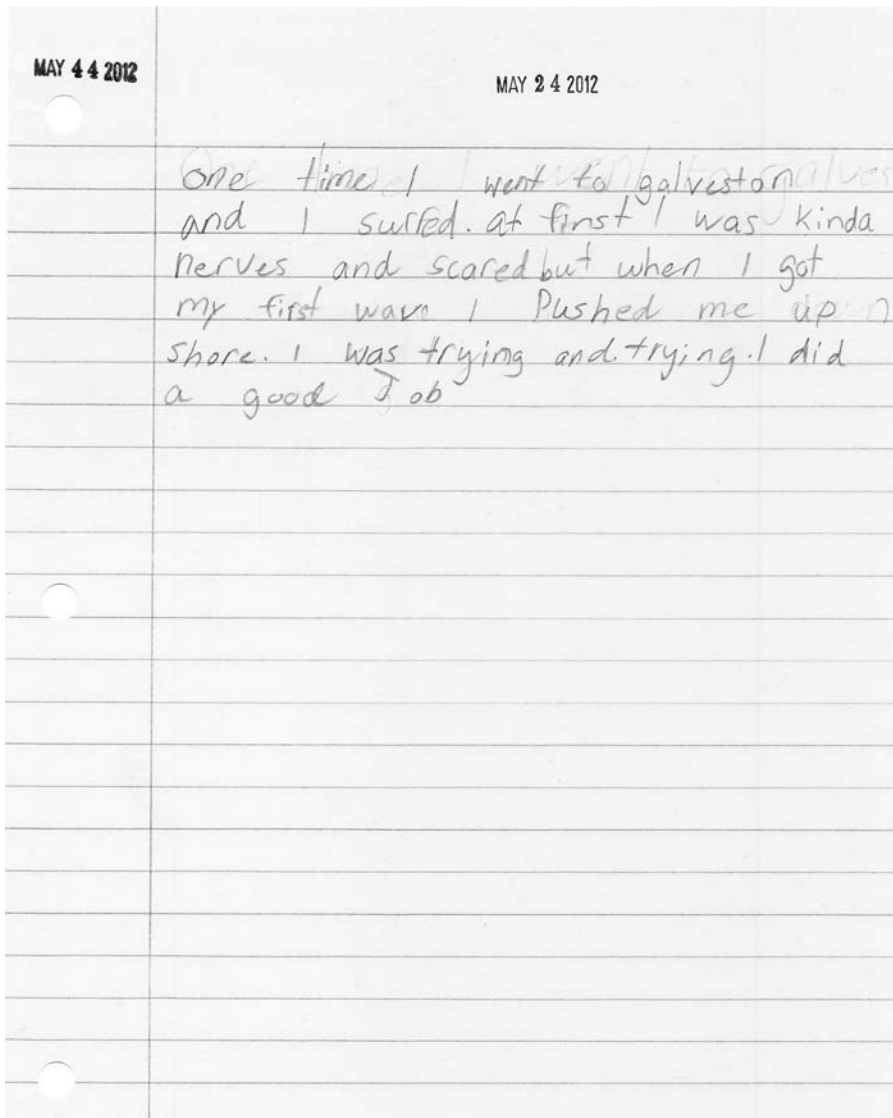 MAY 4 4 2012
MAY 2 4 2012
One time I went to galveston
and I surfed. at first I was kinda
nerves and scared but when I got
my first wave I Pushed me up
shore. I was trying and. trying. I did
a good Job